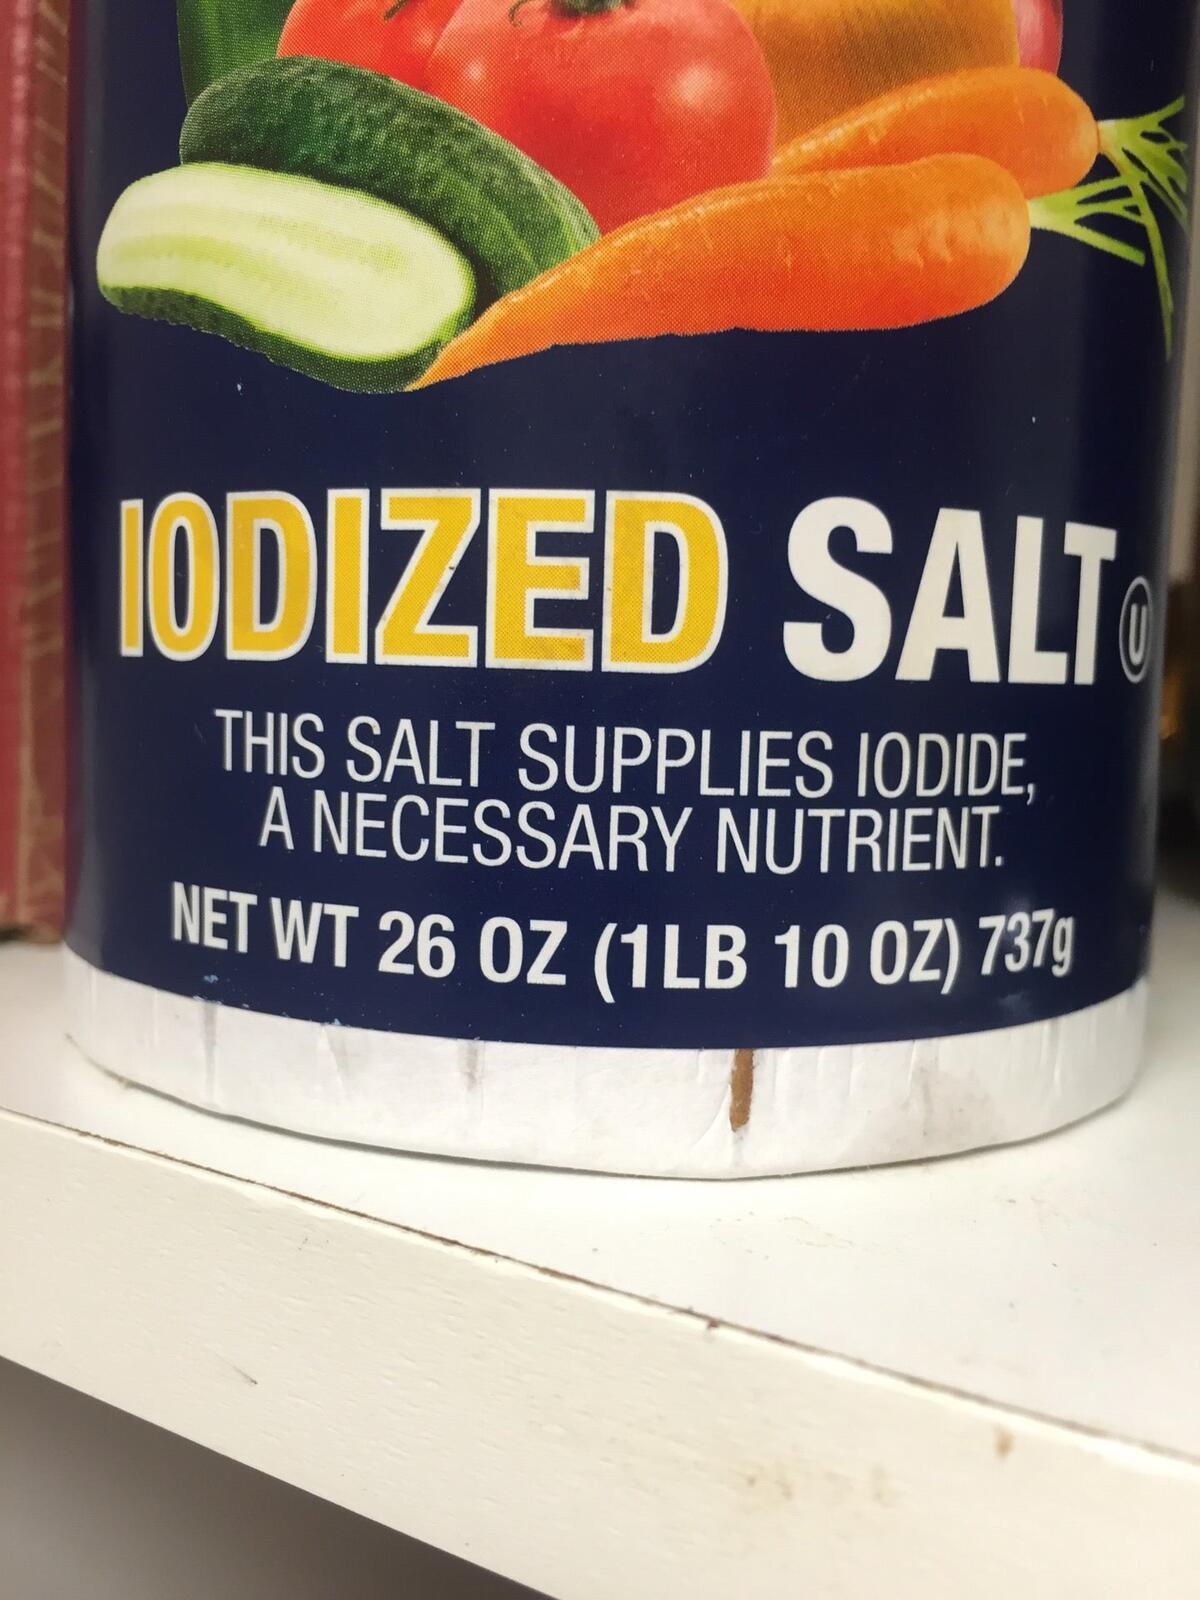 IODIZED SALT U
THIS SALT SUPPLIES IODIDE,
A NECESSARY NUTRIENT.
NET WT 26 OZ (1LB 10 OZ) 737g